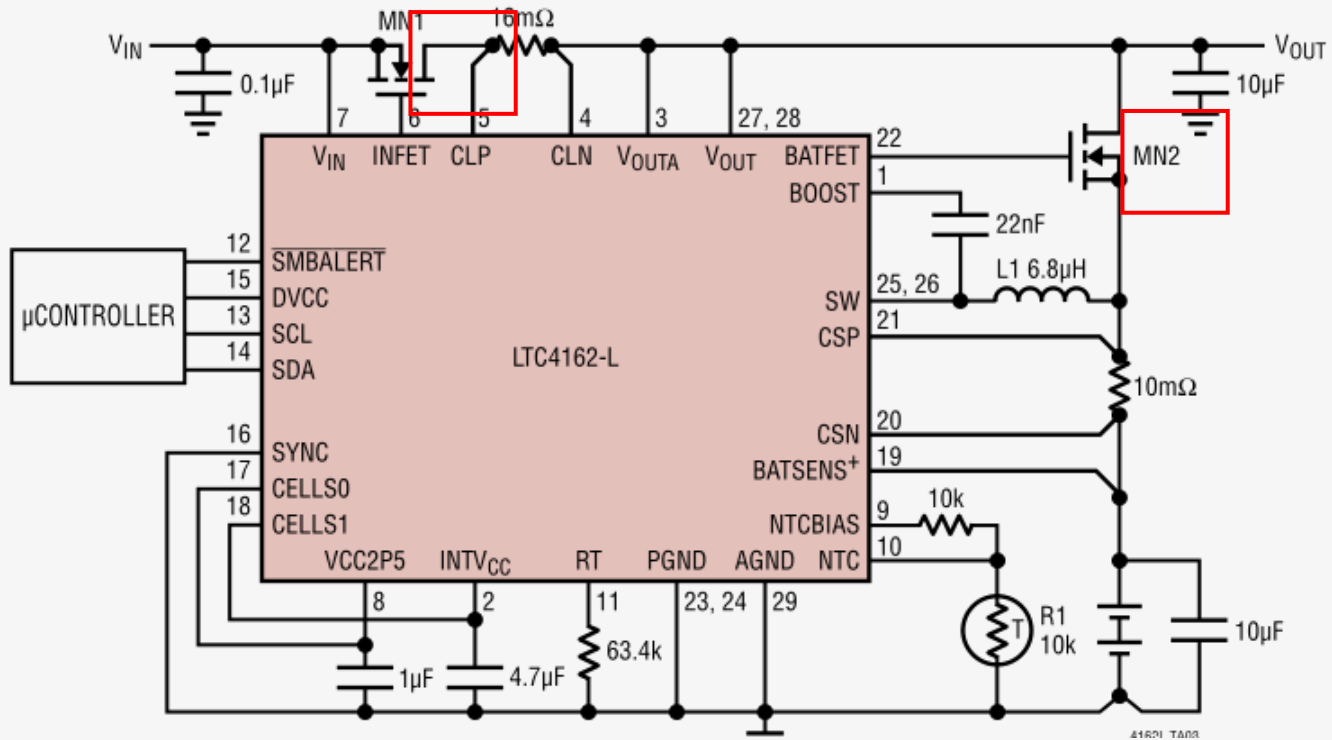 MN1
16mΩ
VIN
VOUT
0.1µF
10µF
7
6
5
4
3
27, 28
VIN
INFET
CLP
CLN
VOUTA
VOUT
BATFET
22
MN2
BOOST
1
22nF
L1 6.8µH
SW
25, 26
CSP
21
12
SMBALERT
15
DVCC
13
SCL
14
SDA
µCONTROLLER
LTC4162-L
10mΩ
CSN
20
BATSENS+
19
16
SYNC
17
CELLS0
18
CELLS1
NTCBIAS
9
10k
NTC
10
VCC2P5
INTVCC
RT
PGND
AGND
8
2
11
23, 24
29
R1
10k
T
10µF
63.4k
1µF
4.7µF
4162L TA03